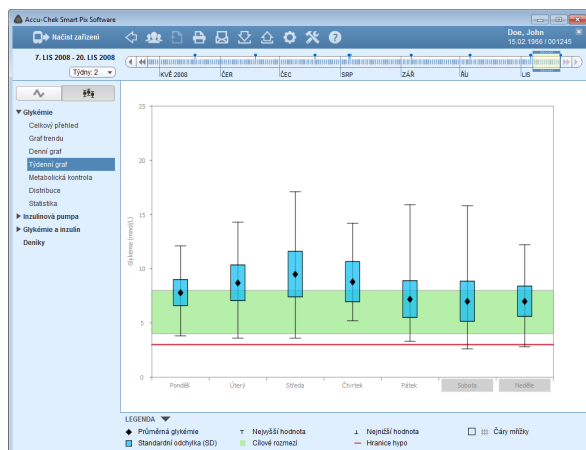 Accu-Chek Smart Pix Software
Načíst zařízení
Doe, John
15.02.1966 / 001245
7. LIS 2008 - 20. LIS 2008
Týdny: 2
KVĚ 2008
ČER
ČEC
SRP
ZÁŘ
ŘÍJ
LIS
Glykémie
Celkový přehled
Graf trendu
Denní graf
Týdenní graf
Metabolická kontrola
Distribuce
Statistika
Inzulínová pumpa
Glykémie a inzulín
Deníky
Glykémie (mmol/L)
25
20
15
10
5
0
Pondělí
Úterý
Středa
Čtvrtek
Pátek
Sobota
Neděle
LEGENDA
Průměrná glykémie
Nejvyšší hodnota
Nejnižší hodnota
Čáry mřížky
Standardní odchylka (SD)
Cílové rozmezí
Hranice hypo